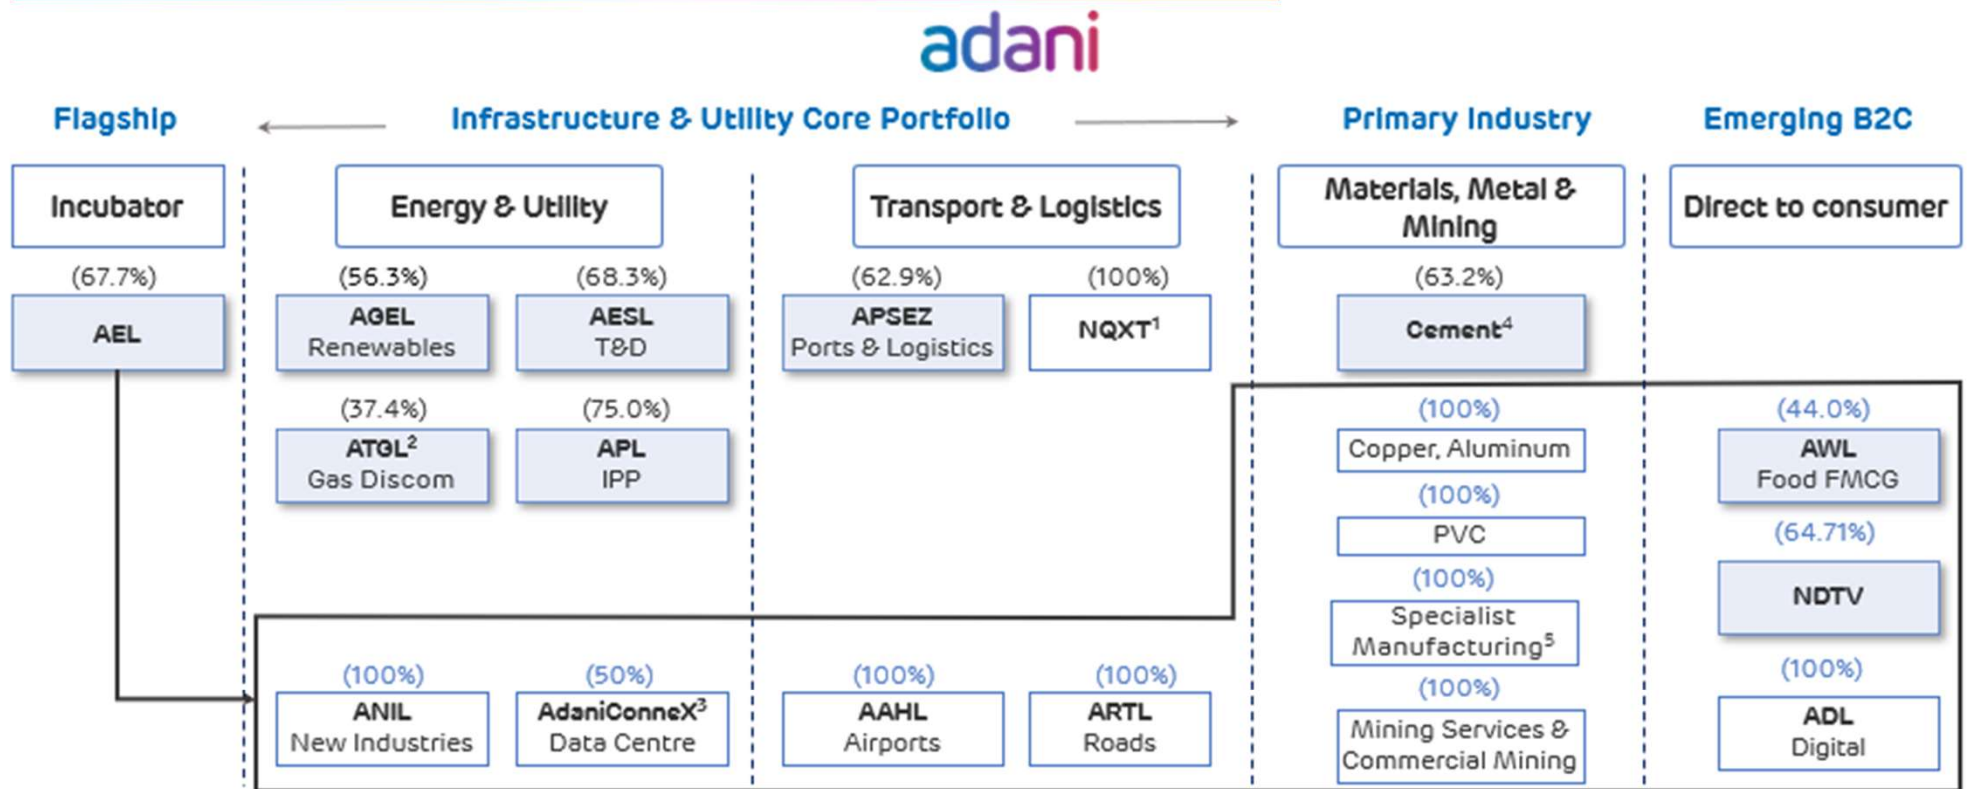 adani
Flagship
Infrastructure & Utility Core Portfolio
Primary Industry
Emerging B2C
Incubator
Energy & Utility
Transport & Logistics
Materials, Metal &
Mining
Direct to consumer
(67.7%)
(56.3%)
(68.3%)
(62.9%)
(100%)
(63.2%)
AEL
AGEL
Renewables
AESL
T&D
APSEZ
Ports & Logistics
NQXT¹
Cement⁴
(37.4%)
(75.0%)
(100%)
(44.0%)
ATGL²
Gas Discom
APL
IPP
Copper, Aluminum
AWL
Food FMCG
(100%)
PVC
(64.71%)
NDTV
(100%)
Specialist
Manufacturing⁵
(100%)
(50%)
(100%)
(100%)
(100%)
(100%)
ANIL
New Industries
AdaniConneX³
Data Centre
AAHL
Airports
ARTL
Roads
Mining Services &
Commercial Mining
ADL
Digital